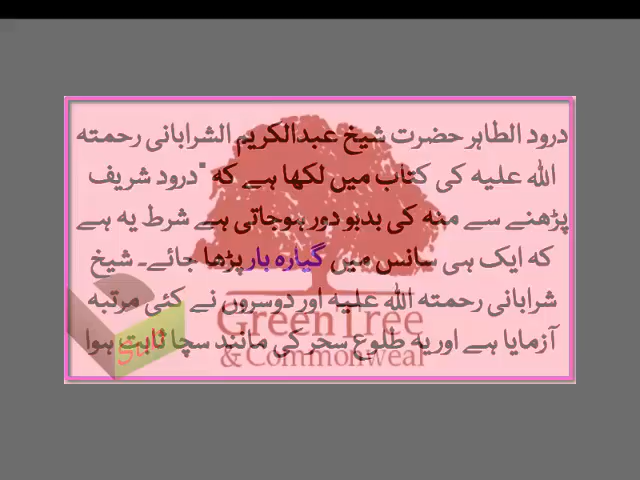 درود الطاہر حضرت شیخ عبدالکریم الشرابانی رحمتہ
اللہ علیہ کی کتاب میں لکھا ہے کہ "درود شریف
پڑھنے سے منہ کی بدبو دور ہوجاتی ہے شرط یہ ہے
کہ ایک ہی سانس میں گیارہ بار پڑھا جائے۔ شیخ
شرابانی رحمتہ اللہ علیہ اور دوسروں نے کئی مرتبہ
آزمایا ہے اور یہ طلوع سحر کی مانند سچا ثابت ہوا
GreenTree
& Commonweal